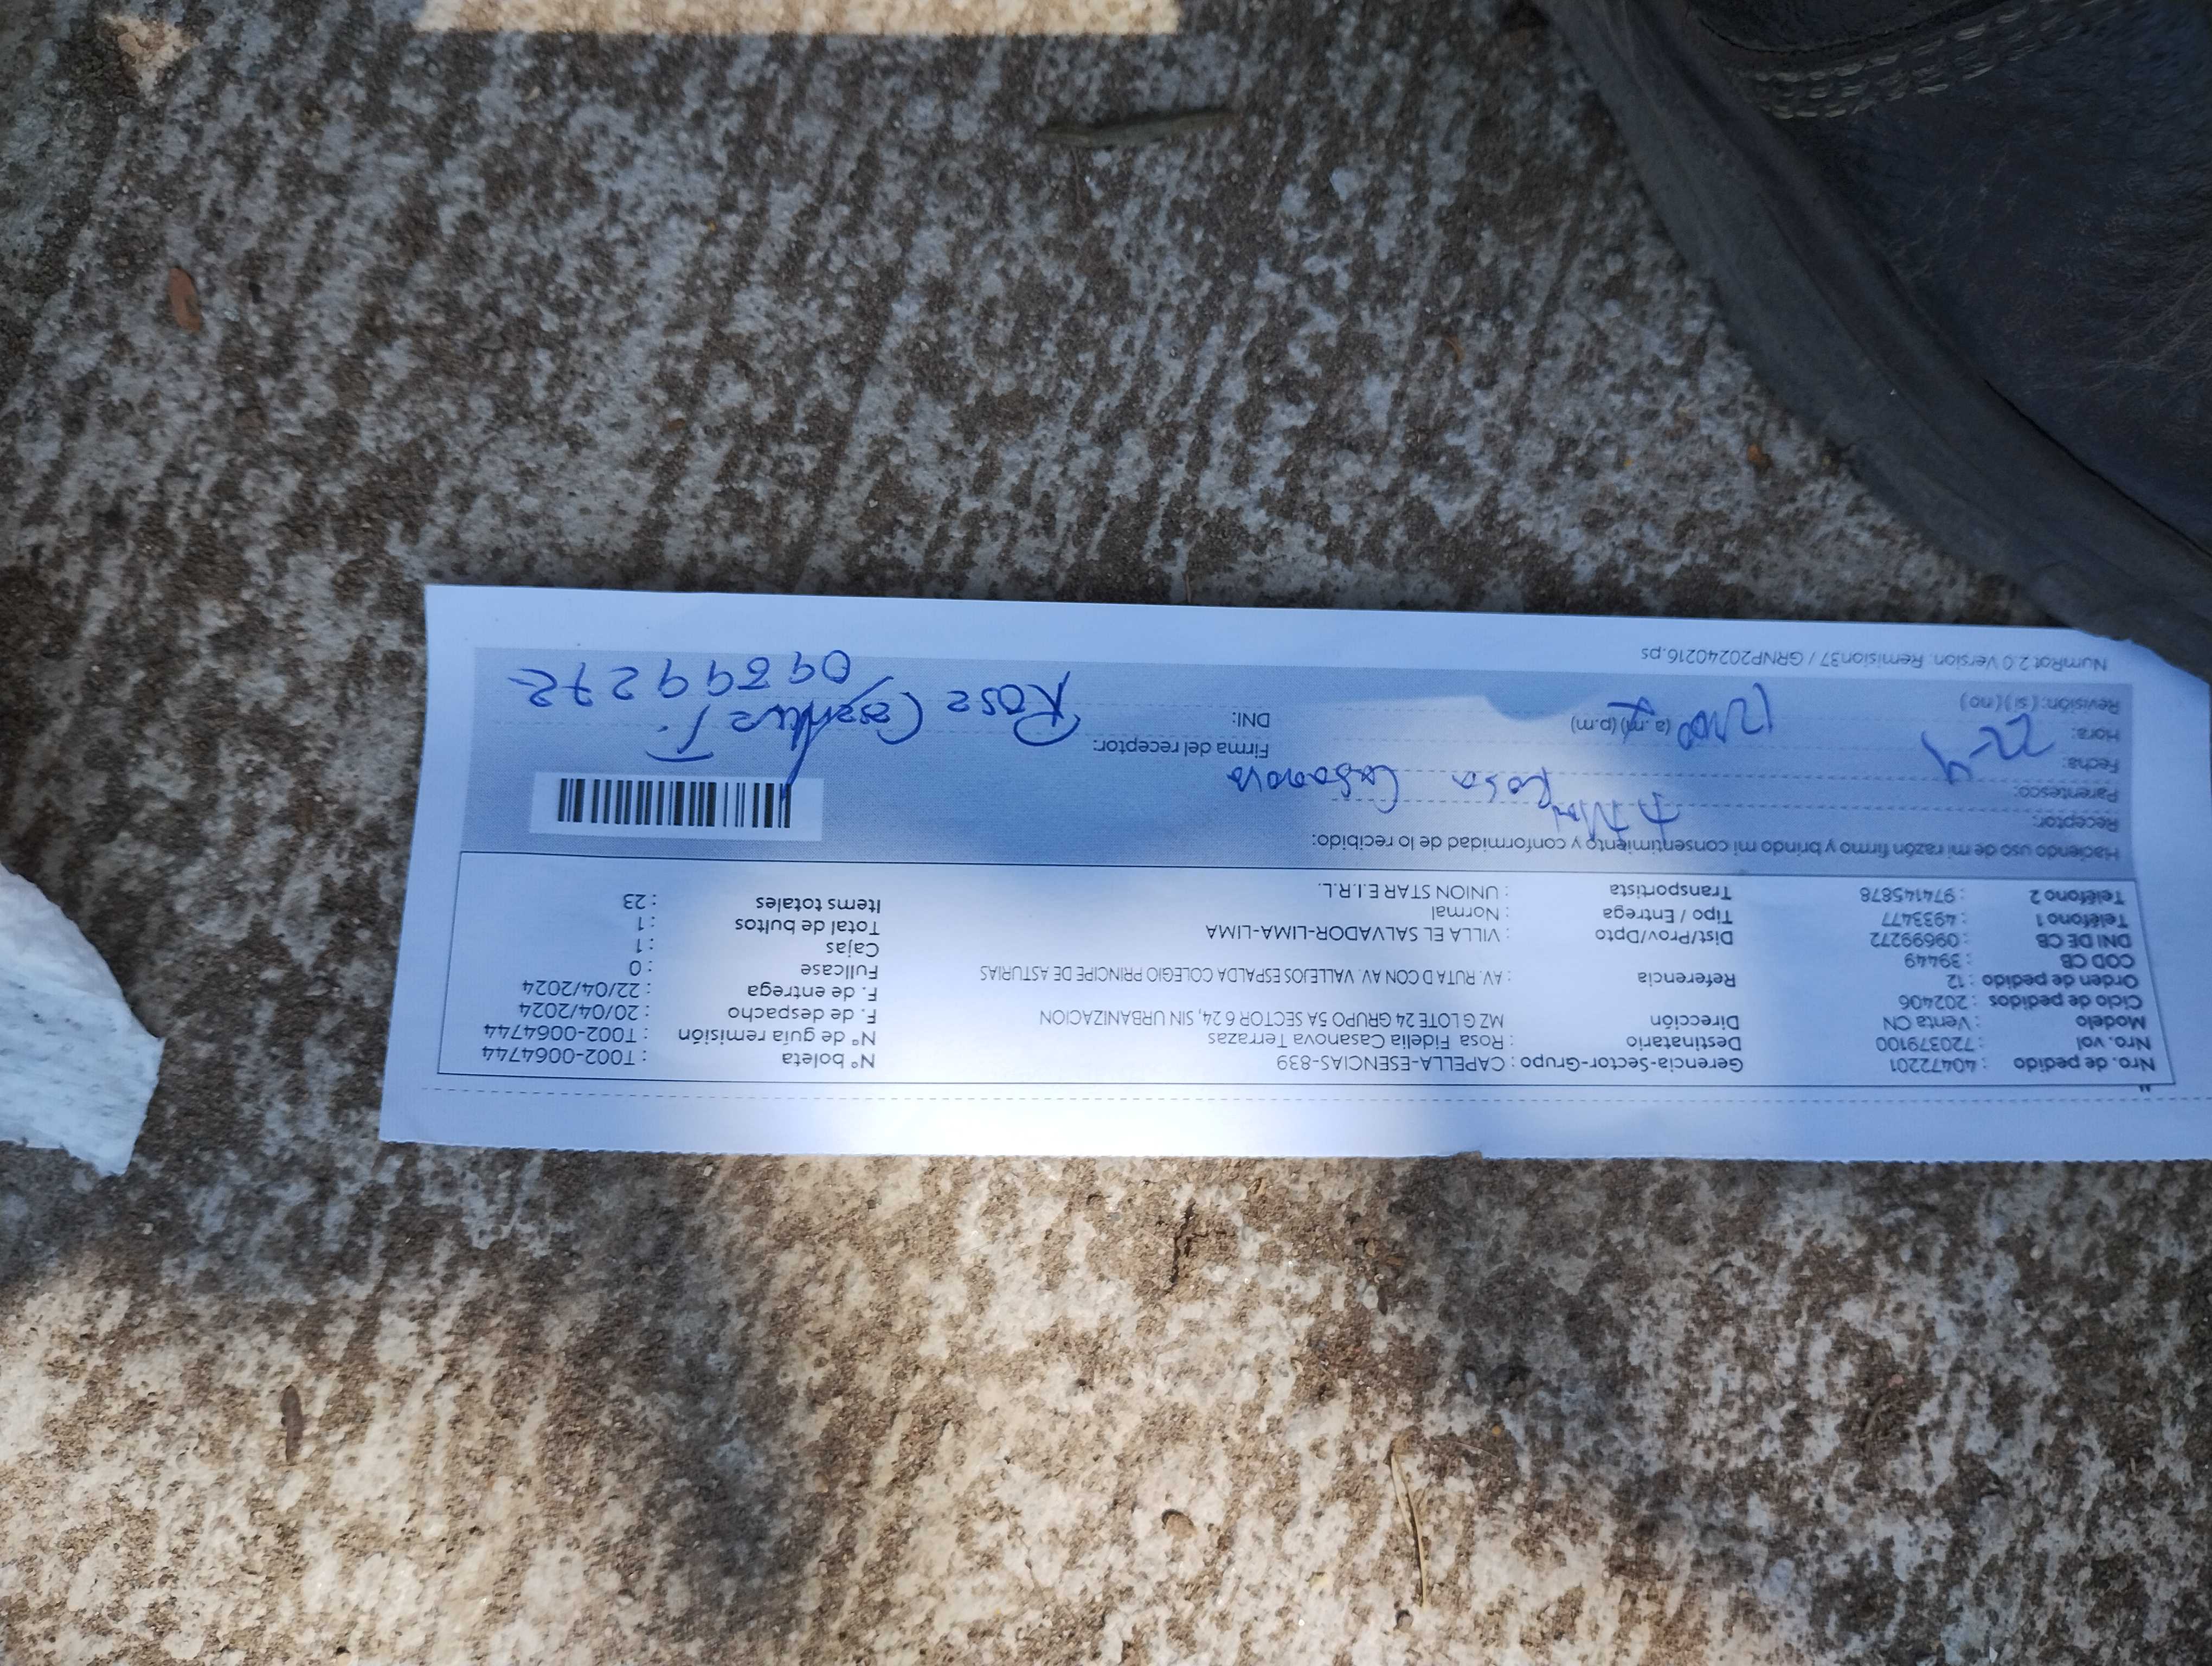 Nro. de pedido : 40472201 Gerencia-Sector-Grupo : CAPELLA-ESENCIAS-839 N° boleta : T002-0064744
Nro. vol : 720379100 Destinatario : Rosa Fidelia Casanova Terrazas N° de guía remisión : T002-0064744
Modelo : Venta CN Dirección MZ G LOTE 24 GRUPO 5A SECTOR 6 24, SIN URBANIZACION F. de despacho : 20/04/2024
Ciclo de pedidos : 202406 F. de entrega : 22/04/2024
Orden de pedido : 12 Referencia : AV. RUTA D CON AV. VALLEJOS ESPALDA COLEGIO PRINCIPE DE ASTURIAS Fullcase : 0
COD CB : 39449 Cajas : 1
DNI DE CB : 09699272 Dist/Prov/Dpto : VILLA EL SALVADOR-LIMA-LIMA Total de bultos : 1
Teléfono 1 : 4933477 Tipo / Entrega : Normal Items totales : 23
Teléfono 2 : 974145878 Transportista : UNION STAR E.I.R.L.
Haciendo uso de mi razón firmo y brindo mi consentimiento y conformidad de lo recibido:
Receptor:
Parentesco: Rosa Casanova
Fecha: 22-4 Firma del receptor:
Hora: 12:00 (a.m) (p.m) DNI: Rosa Casanova T.
Revisión: (si) (no) 09699272
NumRot 2.0 Version. Remision37 / GRNP20240216.ps